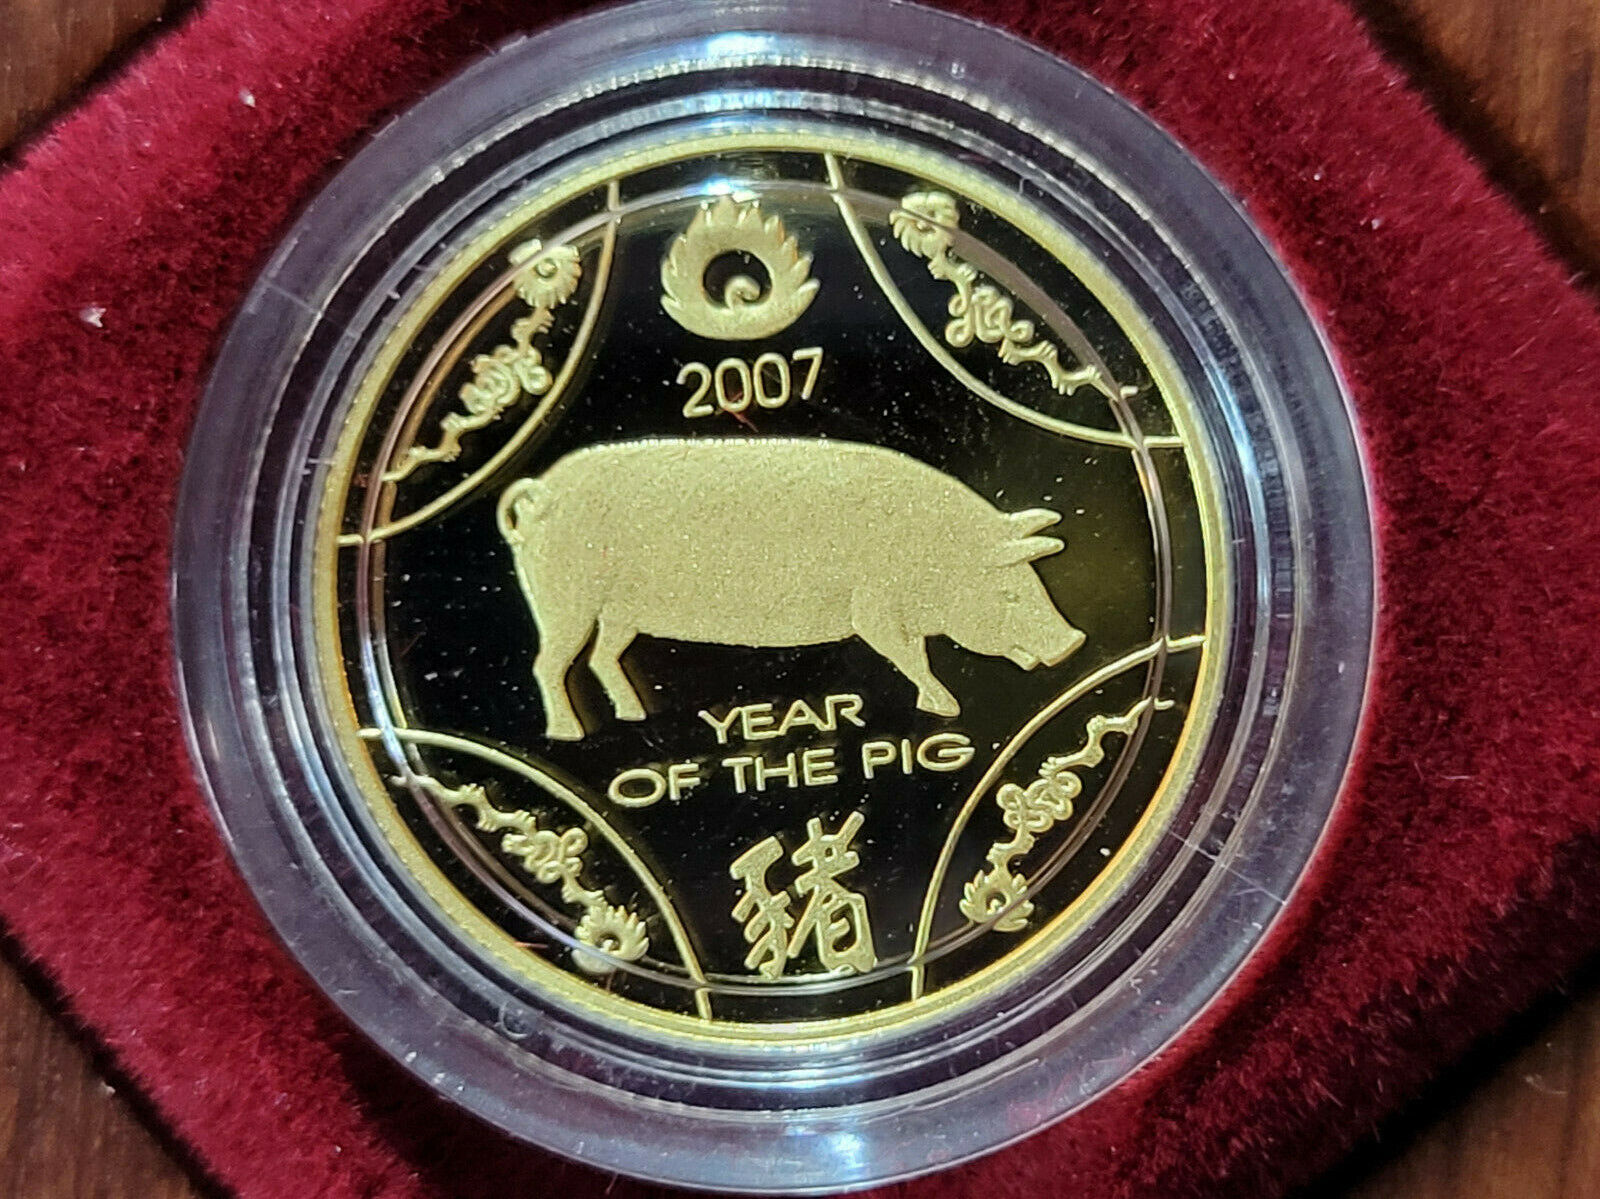 2007
YEAR
OF THE PIG
豬